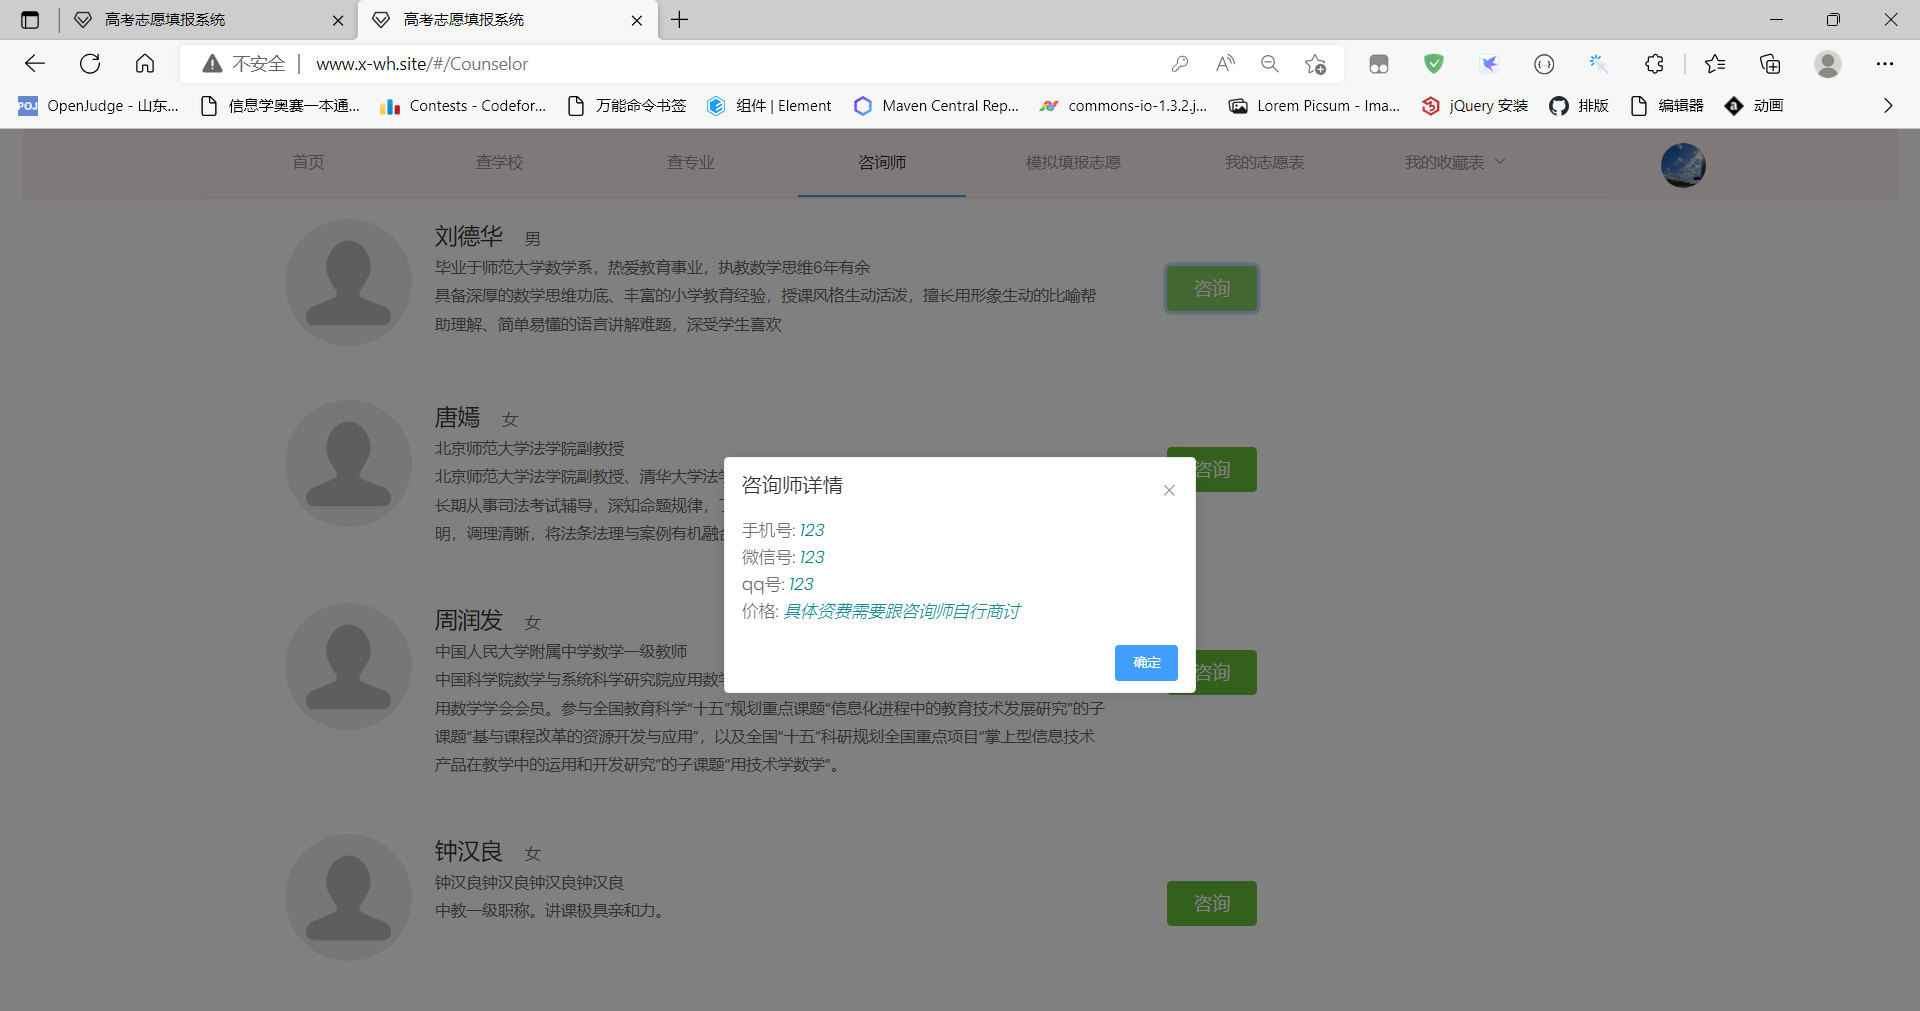 高考志愿填报系统
高考志愿填报系统
不安全 www.x-wh.site/#/Counselor
OpenJudge - 山东...
信息学奥赛一本通...
Contests - Codefor...
万能命令书签
组件 | Element
Maven Central Rep...
commons-io-1.3.2.j...
Lorem Picsum - Ima...
jQuery 安装
排版
编辑器
动画
首页
查学校
查专业
咨询师
模拟填报志愿
我的志愿表
我的收藏表
刘德华 男
毕业于师范大学数学系，热爱教育事业，执教数学思维6年有余
具备深厚的数学思维功底、丰富的小学教育经验，授课风格生动活泼，擅长用形象生动的比喻帮
助理解、简单易懂的语言讲解难题，深受学生喜欢
咨询
唐嫣 女
北京师范大学法学院副教授
北京师范大学法学院副教授、清华大学法学
长期从事司法考试辅导，深知命题规律，
明，调理清晰，将法条法理与案例有机融合
咨询
咨询师详情
手机号: 123
微信号: 123
qq号: 123
价格: 具体资费需要跟咨询师自行商讨
确定
周润发 女
中国人民大学附属中学数学一级教师
中国科学院数学与系统科学研究院应用数学
用数学学会会员。参与全国教育科学“十五”规划重点课题“信息化进程中的教育技术发展研究”的子
课题“基与课程改革的资源开发与应用”，以及全国“十五”科研规划全国重点项目“掌上型信息技术
产品在教学中的运用和开发研究”的子课题“用技术学数学”。
咨询
钟汉良 女
钟汉良钟汉良钟汉良钟汉良
中教一级职称。讲课极具亲和力。
咨询